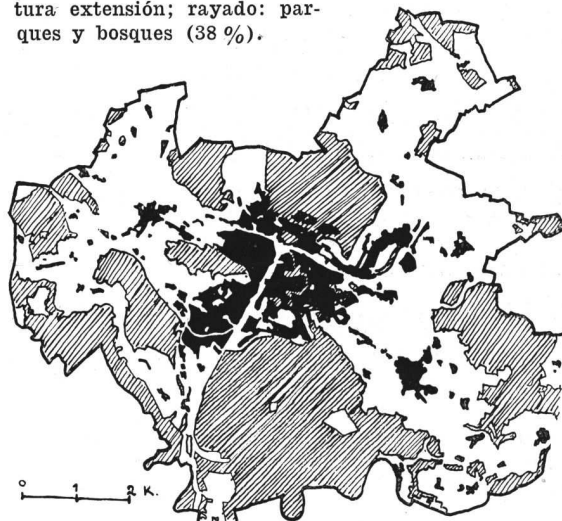 tura extensión; rayado: par-
ques y bosques (38 %).
0 1 2 K.